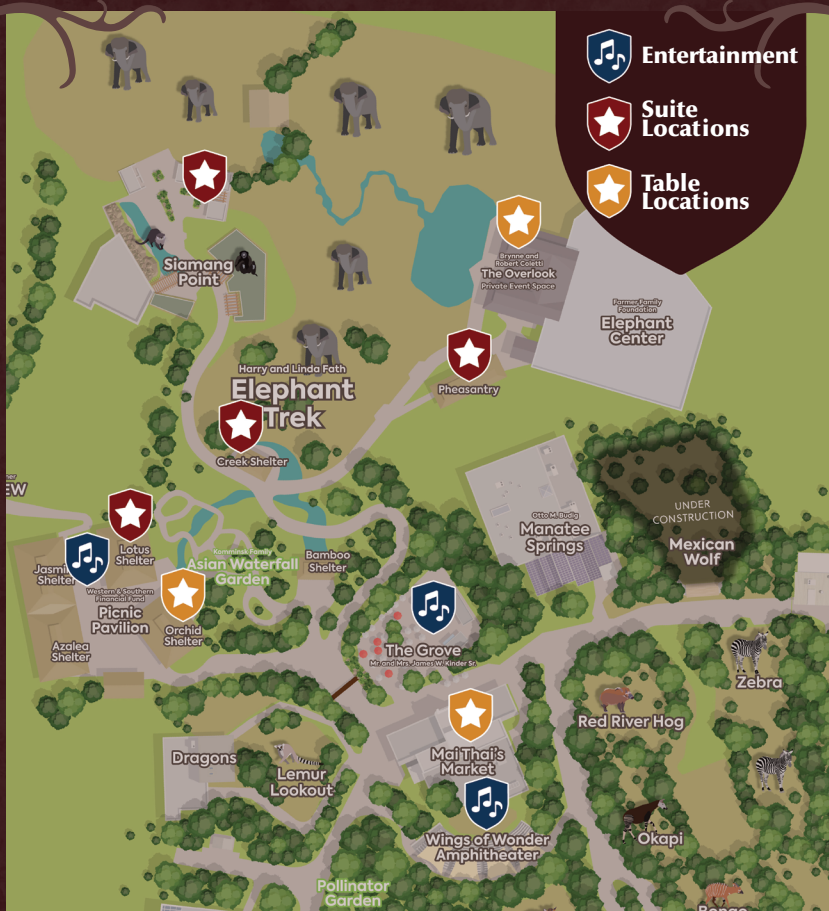 Entertainment
Suite
Locations
Table
Locations
Siamang
Point
Brynne and
Robert Coletti
The Overlook
Private Event Space
Farmer Family
Foundation
Elephant
Center
Harry and Linda Fath
Elephant
Trek
Pheasantry
Creek Shelter
EW
UNDER
CONSTRUCTION
Otto M. Budig
Manatee
Springs
Mexican
Wolf
Lotus
Shelter
Kamminsk Family
Asian Waterfall
Garden
Bamboo
Shelter
Shelter
Western & Southern
Financial Fund
Picnic
Pavilion
Orchid
Shelter
Azalea
Shelter
The Grove
Mr. and Mrs. James W. Kinder Sr.
Zebra
Red River Hog
Mai Thai's
Market
Dragons
Lemur
Lookout
Wings of Wonder
Amphitheater
Okapi
Pollinator
Garden